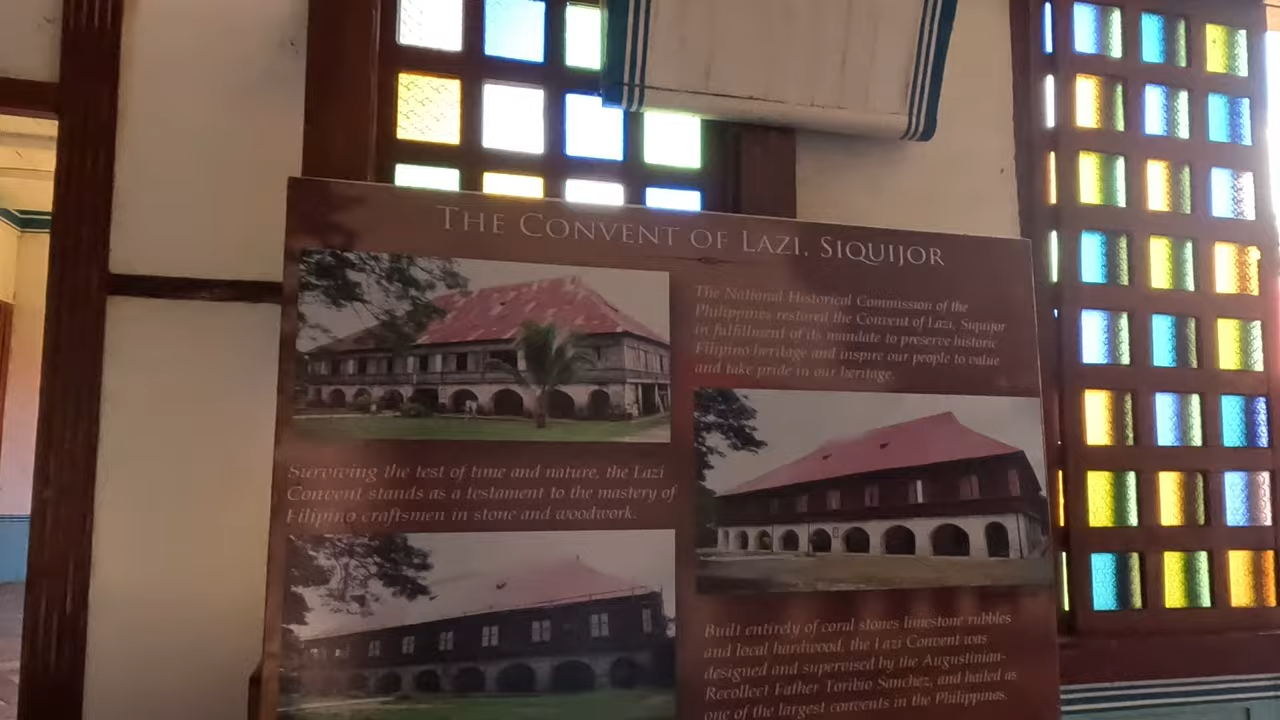 THE CONVENT OF LAZI, SIQUIJOR
The National Historical Commission of the
Philippines restored the Convent of Lazi, Siquijor
in fulfillment of its mandate to preserve historic
Filipino heritage and inspire our people to value
and take pride in our heritage.
Surviving the test of time and nature, the Lazi
Convent stands as a testament to the mastery of
Filipino craftsmen in stone and woodwork.
Built entirely of coral stones limestone rubbles
and local hardwood, the Lazi Convent was
designed and supervised by the Augustinian-
Recollect Father Toribio Sanchez, and hailed as
one of the largest convents in the Philippines.